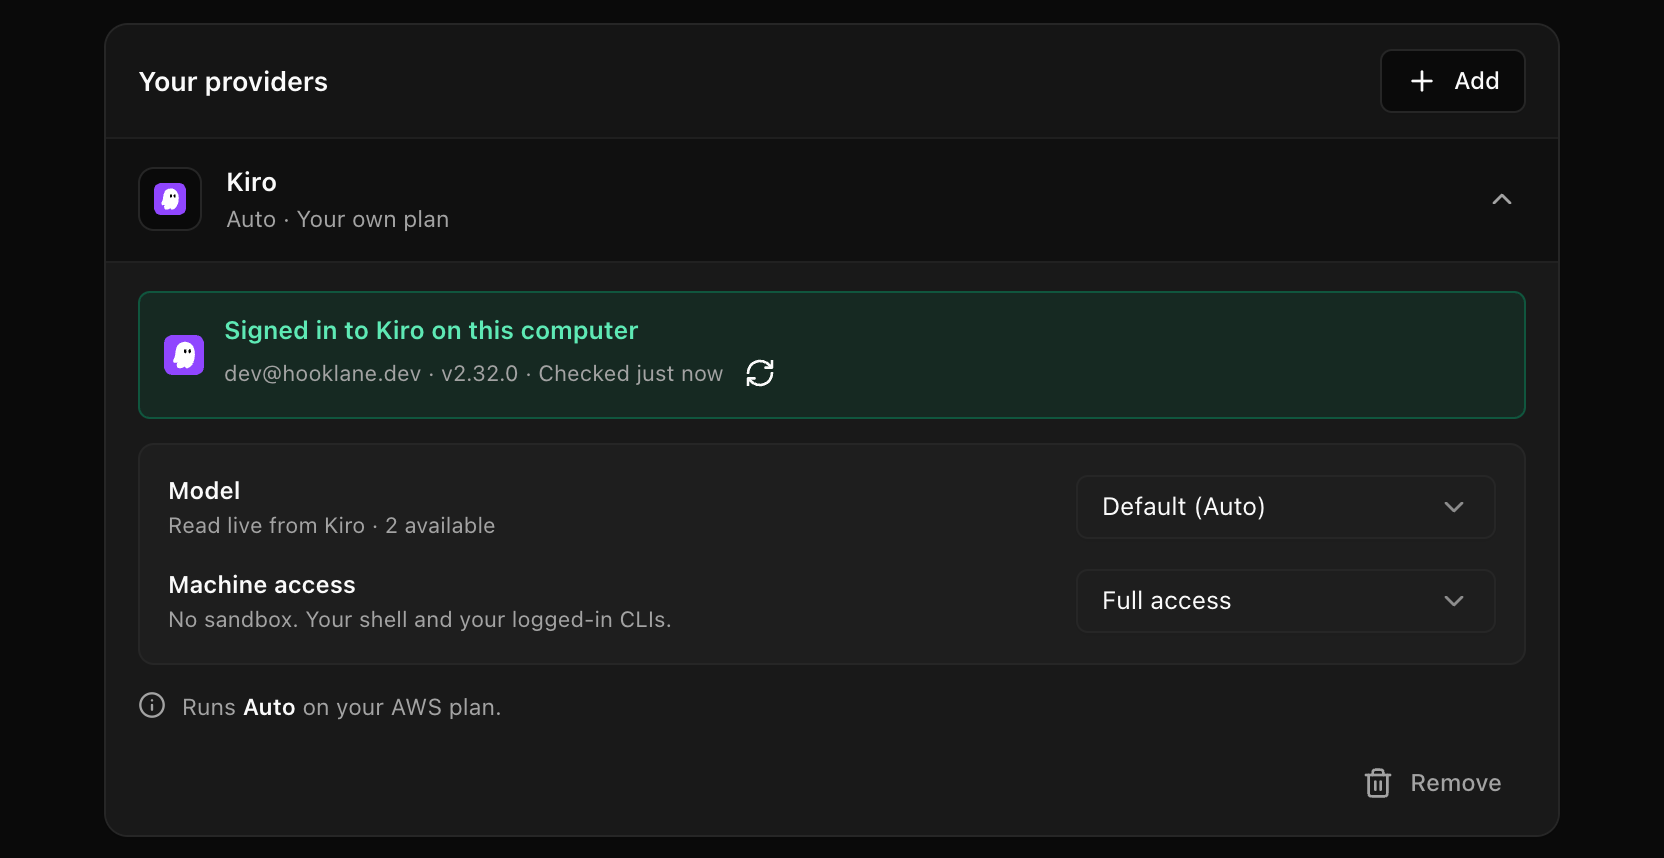 Your providers
Add
Kiro
Auto · Your own plan
Signed in to Kiro on this computer
dev@hooklane.dev · v2.32.0 · Checked just now
Model
Read live from Kiro · 2 available
Default (Auto)
Machine access
No sandbox. Your shell and your logged-in CLIs.
Full access
Runs Auto on your AWS plan.
Remove